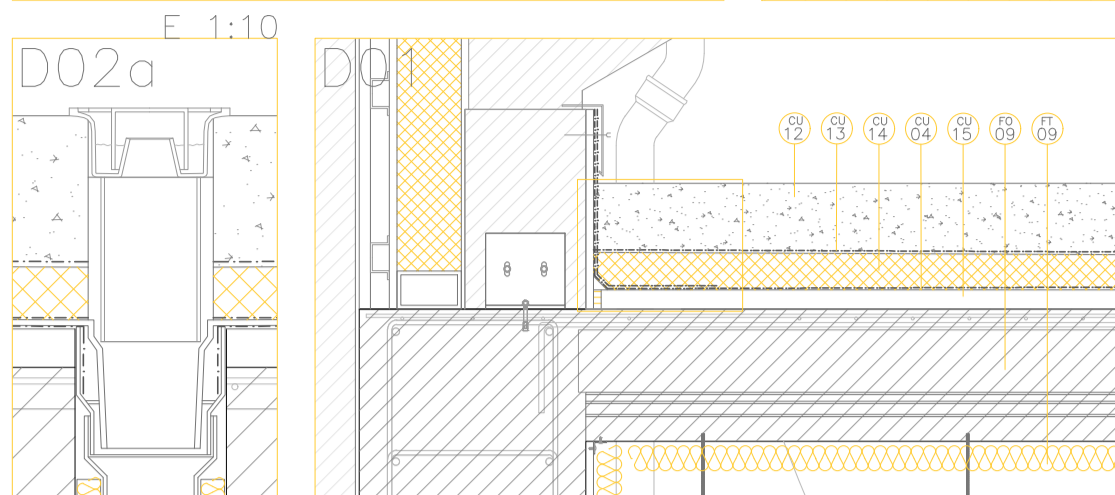 E 1:10
D02a
D01
CU 12
CU 13
CU 14
CU 04
CU 15
FO 09
FT 09